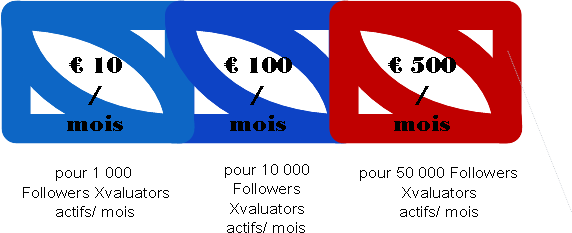 € 10
/
mois
€ 100
/
mois
€ 500
/
mois
pour 1 000
Followers Xvaluators
actifs/ mois
pour 10 000
Followers
Xvaluators
actifs/ mois
pour 50 000 Followers
Xvaluators
actifs/ mois